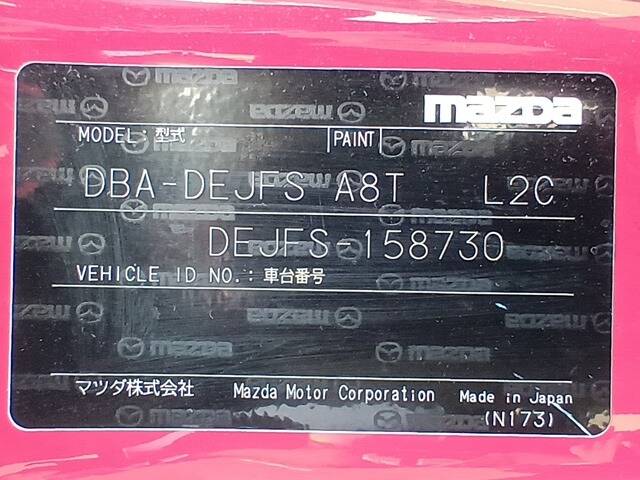 mazda
MODEL: 型式 PAINT
DBA-DEJFS A8T L2C
DEJFS-158730
VEHICLE ID NO.: 車台番号
マツダ株式会社 Mazda Motor Corporation Made in Japan
(N173)